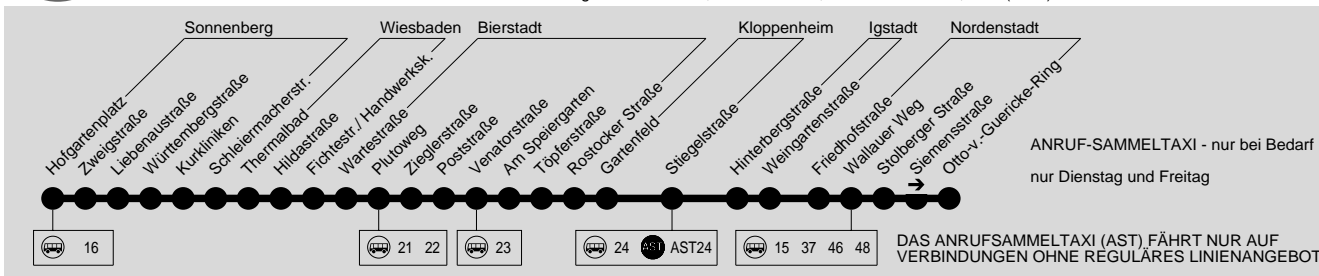 Sonnenberg
Wiesbaden
Bierstadt
Kloppenheim
Igstadt
Nordenstadt
Hofgartenplatz
Zweigstraße
Liebenaustraße
Württembergstraße
Kurkliniken
Schleiermacherstr.
Thermalbad
Hildastraße
Fichtestr./ Handwerksk.
Wartestraße
Plutoweg
Zieglerstraße
Poststraße
Venatorstraße
Am Speiergarten
Töpferstraße
Rostocker Straße
Gartenfeld
Stiegelstraße
Hinterbergstraße
Weingartenstraße
Friedhofstraße
Wallauer Weg
Stolberger Straße
Siemensstraße
Otto-v.-Guericke-Ring
ANRUF-SAMMELTAXI - nur bei Bedarf
nur Dienstag und Freitag
16
21 22
23
24 AST AST24
15 37 46 48
DAS ANRUFSAMMELTAXI (AST) FÄHRT NUR AUF
VERBINDUNGEN OHNE REGULÄRES LINIENANGEBOT